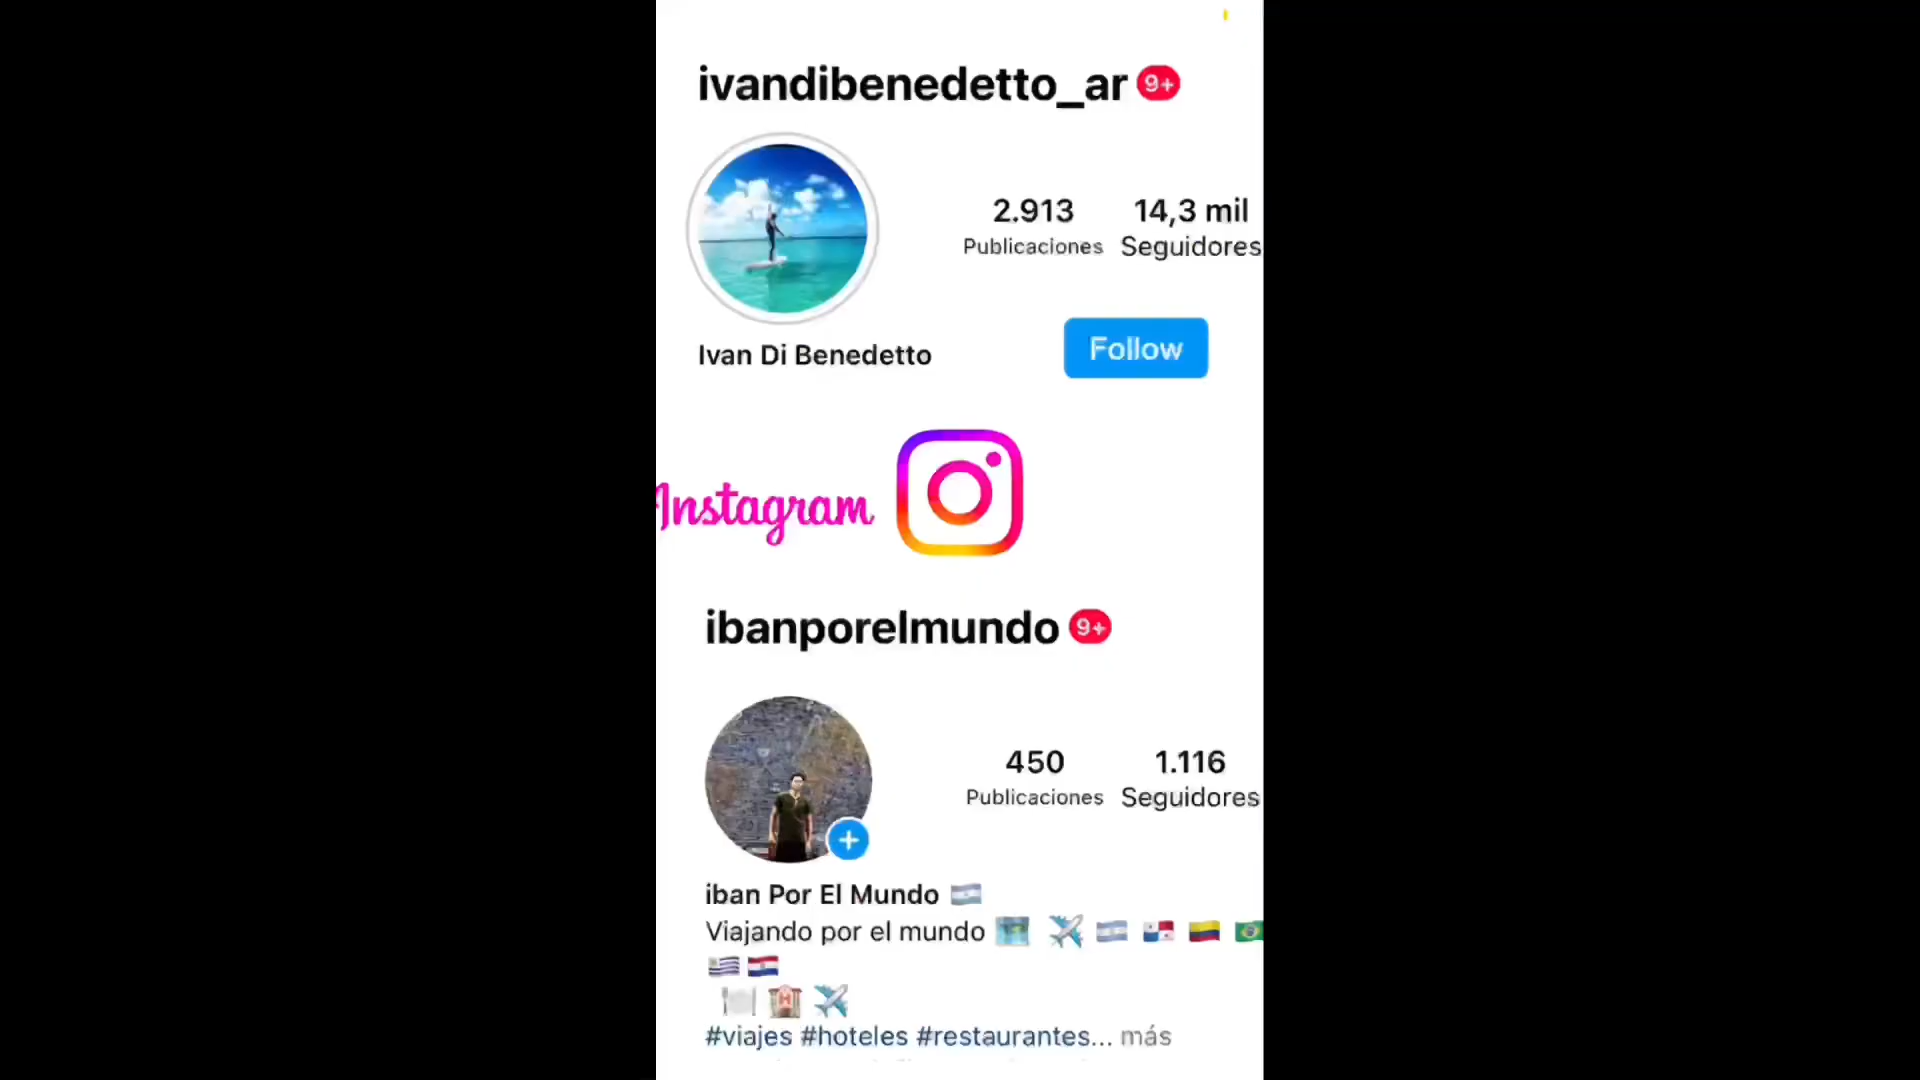 ivandibenedetto_ar 9+
2.913 14,3 mil
Publicaciones Seguidores
Ivan Di Benedetto
Follow
Instagram
ibanporelmundo 9+
450 1.116
Publicaciones Seguidores
iban Por El Mundo 🇦🇷
Viajando por el mundo 🗺️ ✈️ 🇦🇷 🇵🇦 🇨🇴 🇧🇷
🇺🇾 🇵🇾
🍽️ 🏩 ✈️
#viajes #hoteles #restaurantes... más